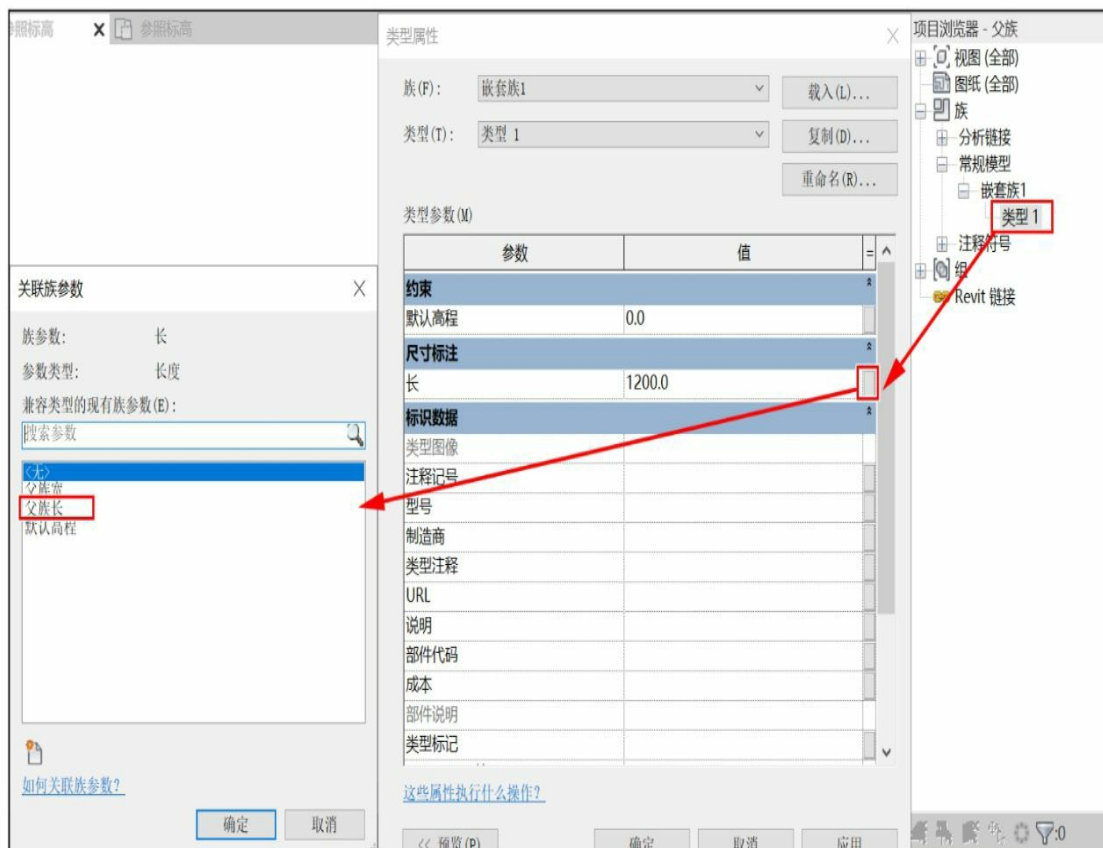 参照标高
参照标高
类型属性
族(F):
嵌套族1
载入(L)...
类型(T):
类型 1
复制(D)...
重命名(R)...
类型参数(M)
参数
值
=
约束
默认高程
0.0
尺寸标注
长
1200.0
标识数据
类型图像
注释记号
型号
制造商
类型注释
URL
说明
部件代码
成本
部件说明
类型标记
这些属性执行什么操作?
<< 预览(P)
确定
取消
应用
关联族参数
族参数:
长
参数类型:
长度
兼容类型的现有族参数(E):
搜索参数
<无>
父族宽
父族长
默认高程
如何关联族参数?
确定
取消
项目浏览器 - 父族
视图 (全部)
图纸 (全部)
族
分析链接
常规模型
嵌套族1
类型 1
注释符号
组
Revit 链接
:0